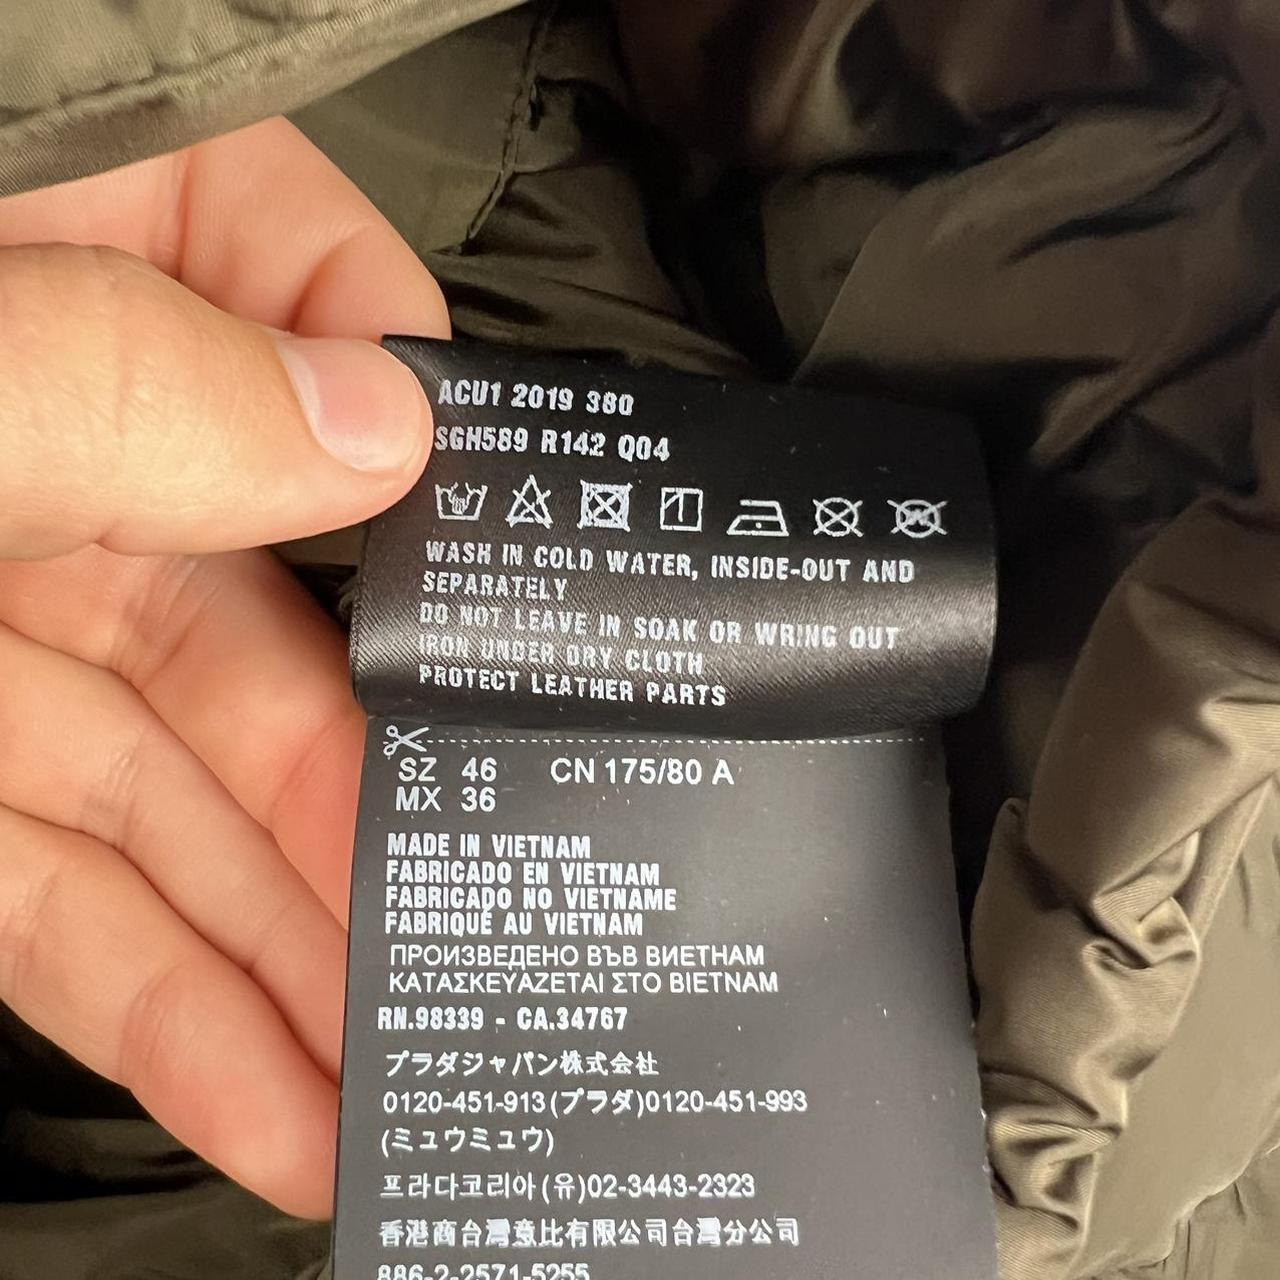 ACU1 2019 380
SGH589 R142 Q04
WASH IN COLD WATER, INSIDE-OUT AND
SEPARATELY
DO NOT LEAVE IN SOAK OR WRING OUT
IRON UNDER DRY CLOTH
PROTECT LEATHER PARTS
SZ 46 CN 175/80 A
MX 36
MADE IN VIETNAM
FABRICADO EN VIETNAM
FABRICADO NO VIETNAME
FABRIQUÉ AU VIETNAM
ПРОИЗВЕДЕНО ВЪВ ВИЕТНАМ
ΚΑΤΑΣΚΕΥΑΖΕΤΑΙ ΣΤΟ ΒΙΕΤΝΑΜ
RN.98339 - CA.34767
プラダジャパン株式会社
0120-451-913(プラダ)0120-451-993
(ミュウミュウ)
프라다코리아(유)02-3443-2323
香港商台灣意比有限公司台灣分公司
886-2-2571-5255